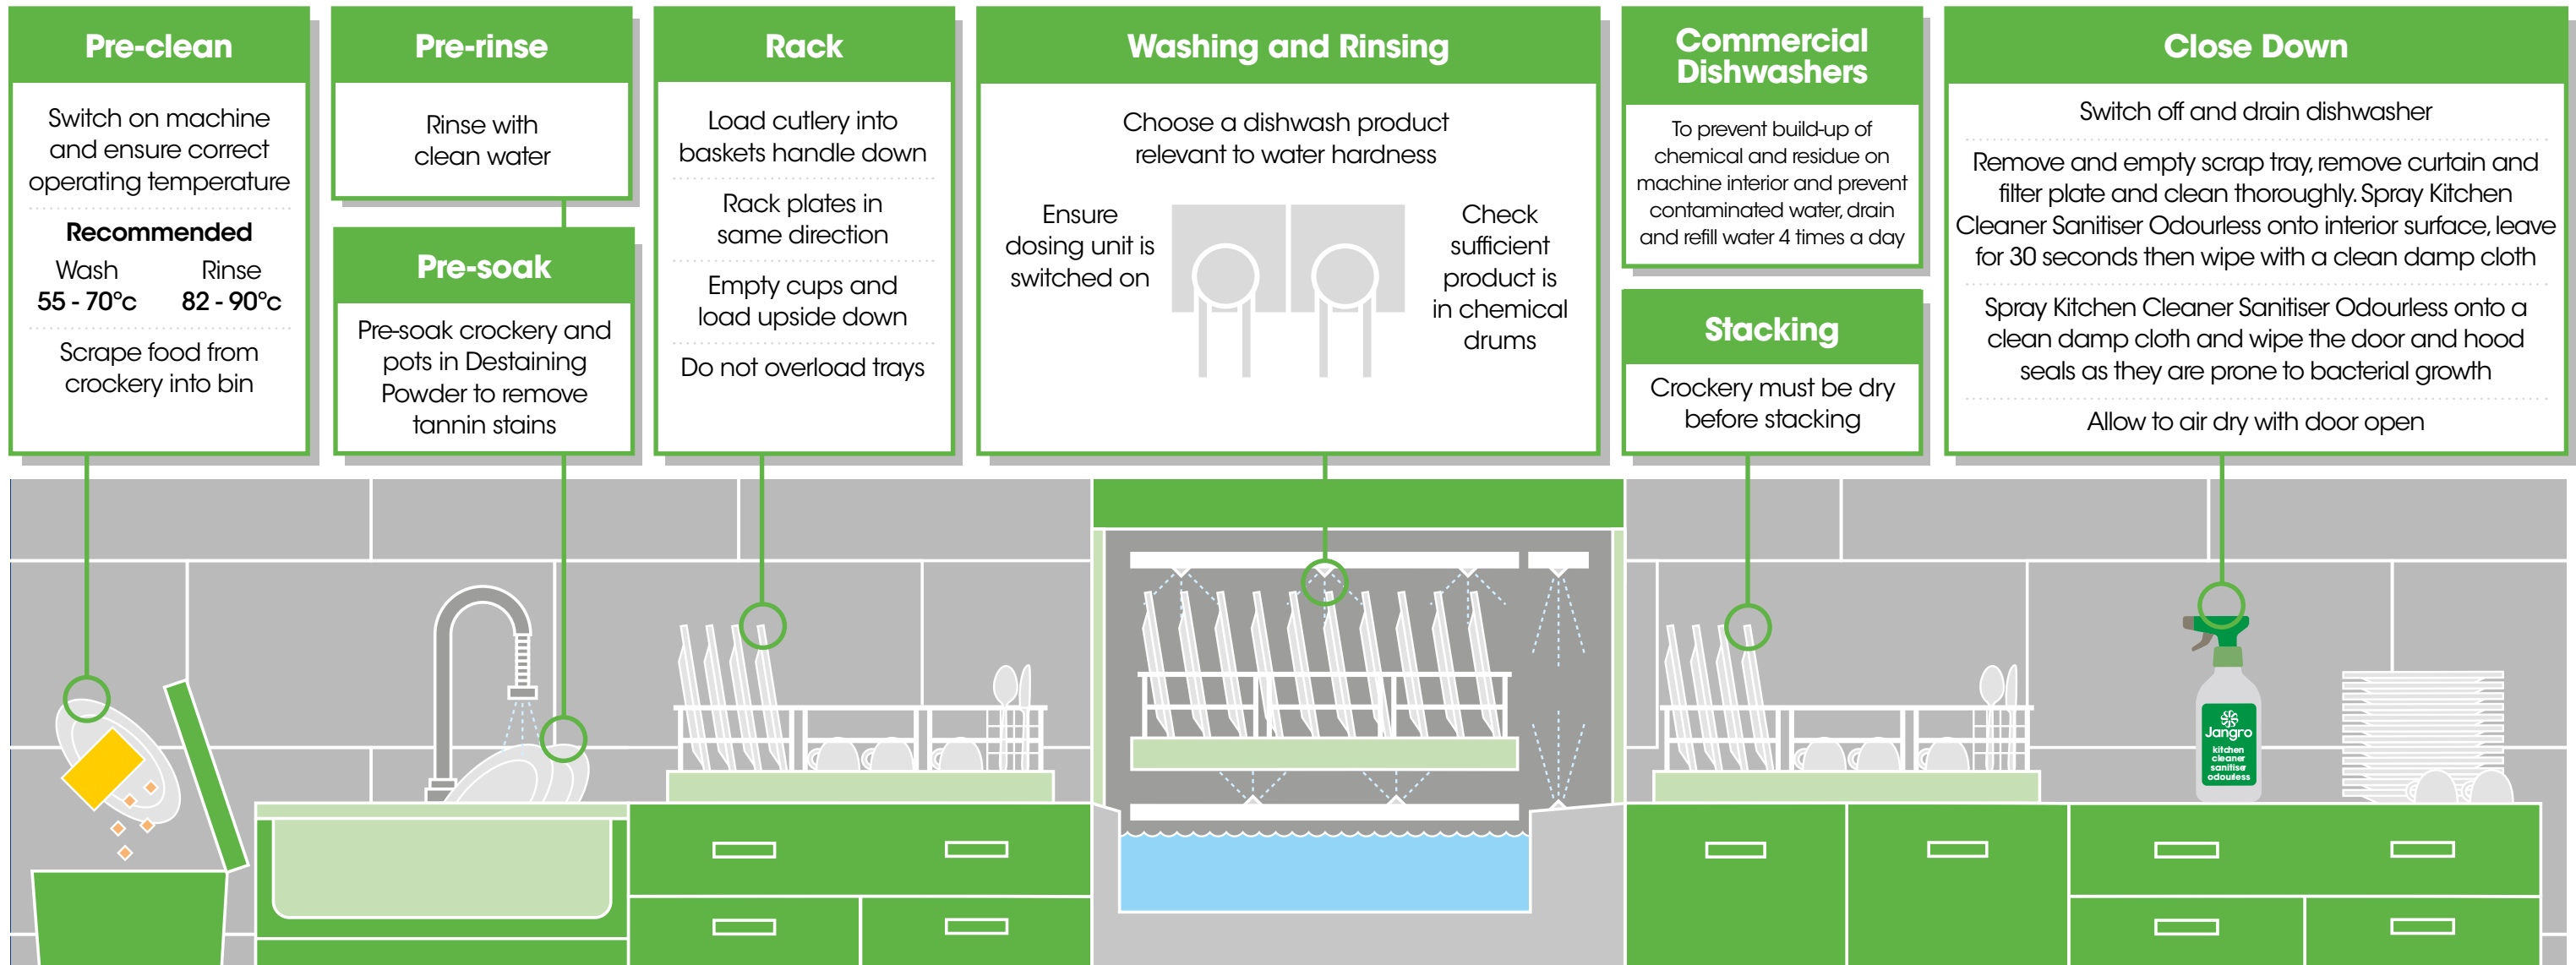 Pre-clean
Switch on machine
and ensure correct
operating temperature
Recommended
Wash
55 - 70°c
Rinse
82 - 90°c
Scrape food from
crockery into bin
Pre-rinse
Rinse with
clean water
Pre-soak
Pre-soak crockery and
pots in Destaining
Powder to remove
tannin stains
Rack
Load cutlery into
baskets handle down
Rack plates in
same direction
Empty cups and
load upside down
Do not overload trays
Washing and Rinsing
Choose a dishwash product
relevant to water hardness
Ensure
dosing unit is
switched on
Check
sufficient
product is
in chemical
drums
Commercial
Dishwashers
To prevent build-up of
chemical and residue on
machine interior and prevent
contaminated water, drain
and refill water 4 times a day
Stacking
Crockery must be dry
before stacking
Close Down
Switch off and drain dishwasher
Remove and empty scrap tray, remove curtain and
filter plate and clean thoroughly. Spray Kitchen
Cleaner Sanitiser Odourless onto interior surface, leave
for 30 seconds then wipe with a clean damp cloth
Spray Kitchen Cleaner Sanitiser Odourless onto a
clean damp cloth and wipe the door and hood
seals as they are prone to bacterial growth
Allow to air dry with door open
Jangro
kitchen
cleaner
sanitiser
odourless